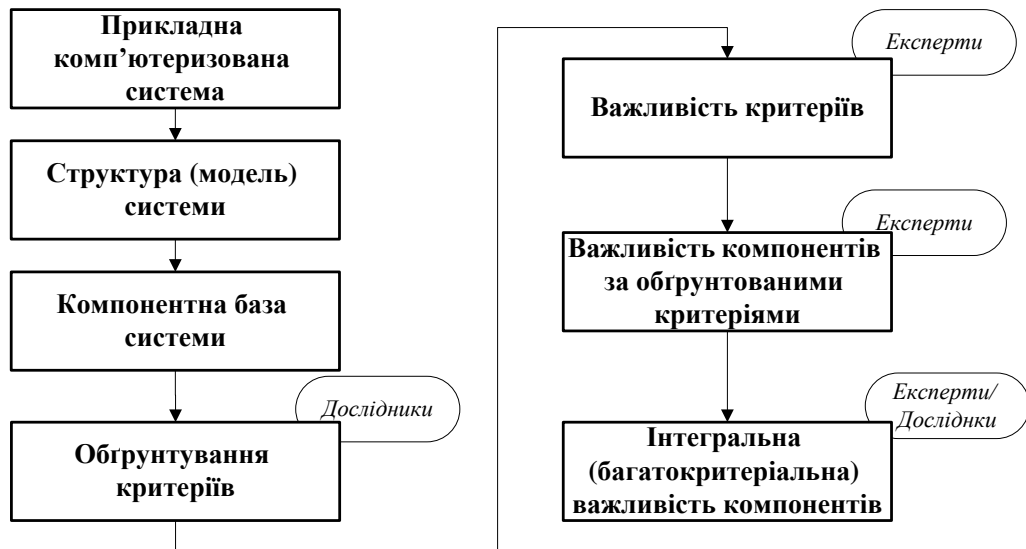 Прикладна
комп’ютеризована
система
Структура (модель)
системи
Компонентна база
системи
Дослідники
Обґрунтування
критеріїв
Експерти
Важливість критеріїв
Експерти
Важливість компонентів
за обґрунтованими
критеріями
Експерти/
Досліднки
Інтегральна
(багатокритеріальна)
важливість компонентів